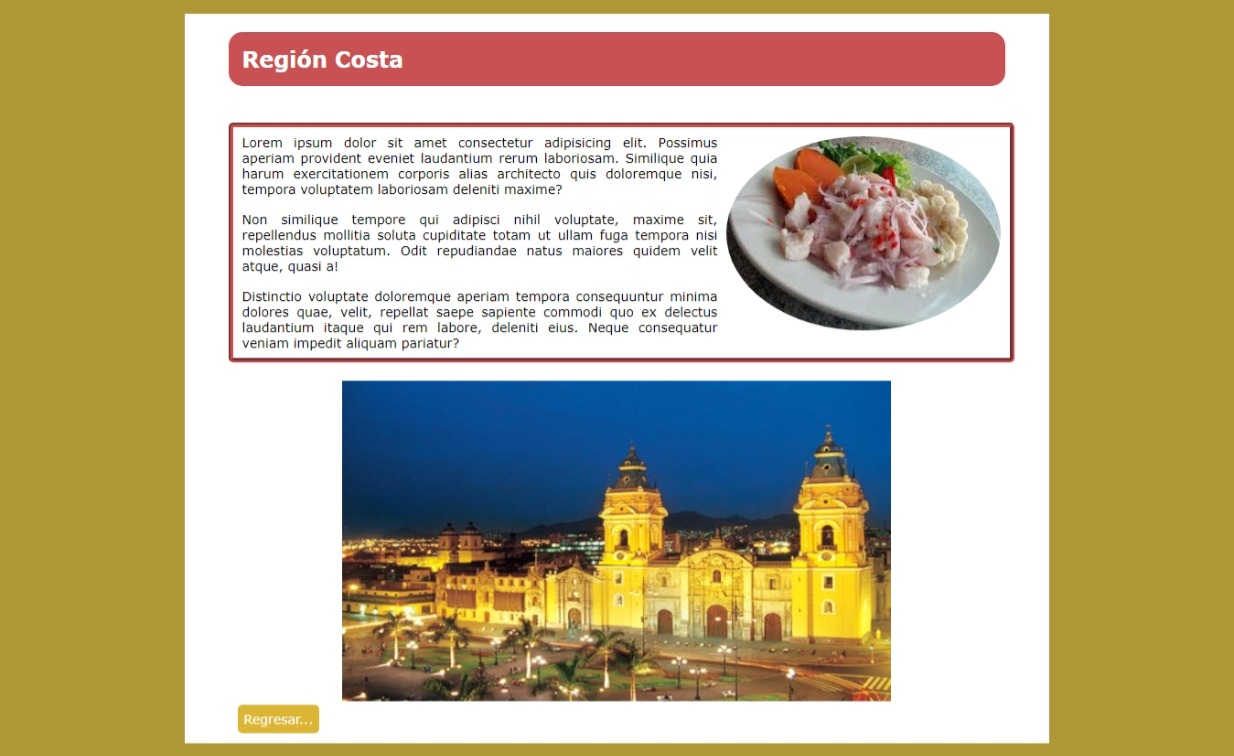 Región Costa
Lorem ipsum dolor sit amet consectetur adipisicing elit. Possimus
aperiam provident eveniet laudantium rerum laboriosam. Similique quia
harum exercitationem corporis alias architecto quis doloremque nisi,
tempora voluptatem laboriosam deleniti maxime?
Non similique tempore qui adipisci nihil voluptate, maxime sit,
repellendus mollitia soluta cupiditate totam ut ullam fuga tempora nisi
molestias voluptatum. Odit repudiandae natus maiores quidem velit
atque, quasi a!
Distinctio voluptate doloremque aperiam tempora consequuntur minima
dolores quae, velit, repellat saepe sapiente commodi quo ex delectus
laudantium itaque qui rem labore, deleniti eius. Neque consequatur
veniam impedit aliquam pariatur?
Regresar...